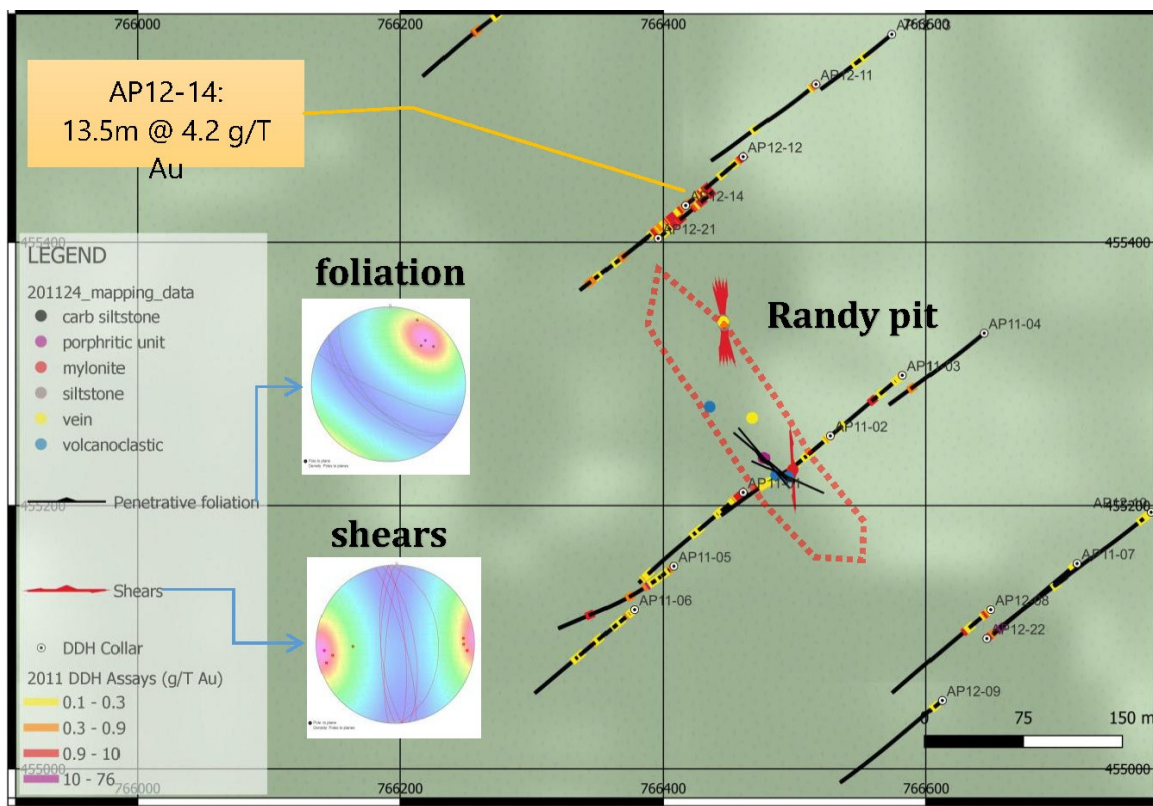 766000
766200
766400
766600
AP12-11
AP12-12
AP12-14:
13.5m @ 4.2 g/T
Au
AP12-14
AP12-21
455400
455400
LEGEND
201124_mapping_data
carb siltstone
porphritic unit
mylonite
siltstone
vein
volcanoclastic
Penetrative foliation
Shears
DDH Collar
2011 DDH Assays (g/T Au)
0.1 - 0.3
0.3 - 0.9
0.9 - 10
10 - 76
foliation
shears
Randy pit
AP11-04
AP11-03
AP11-02
AP11-01
AP11-05
AP11-06
455200
455200
AP11-07
AP12-08
AP12-22
AP12-09
0
75
150 m
455000
455000
766000
766200
766400
766600